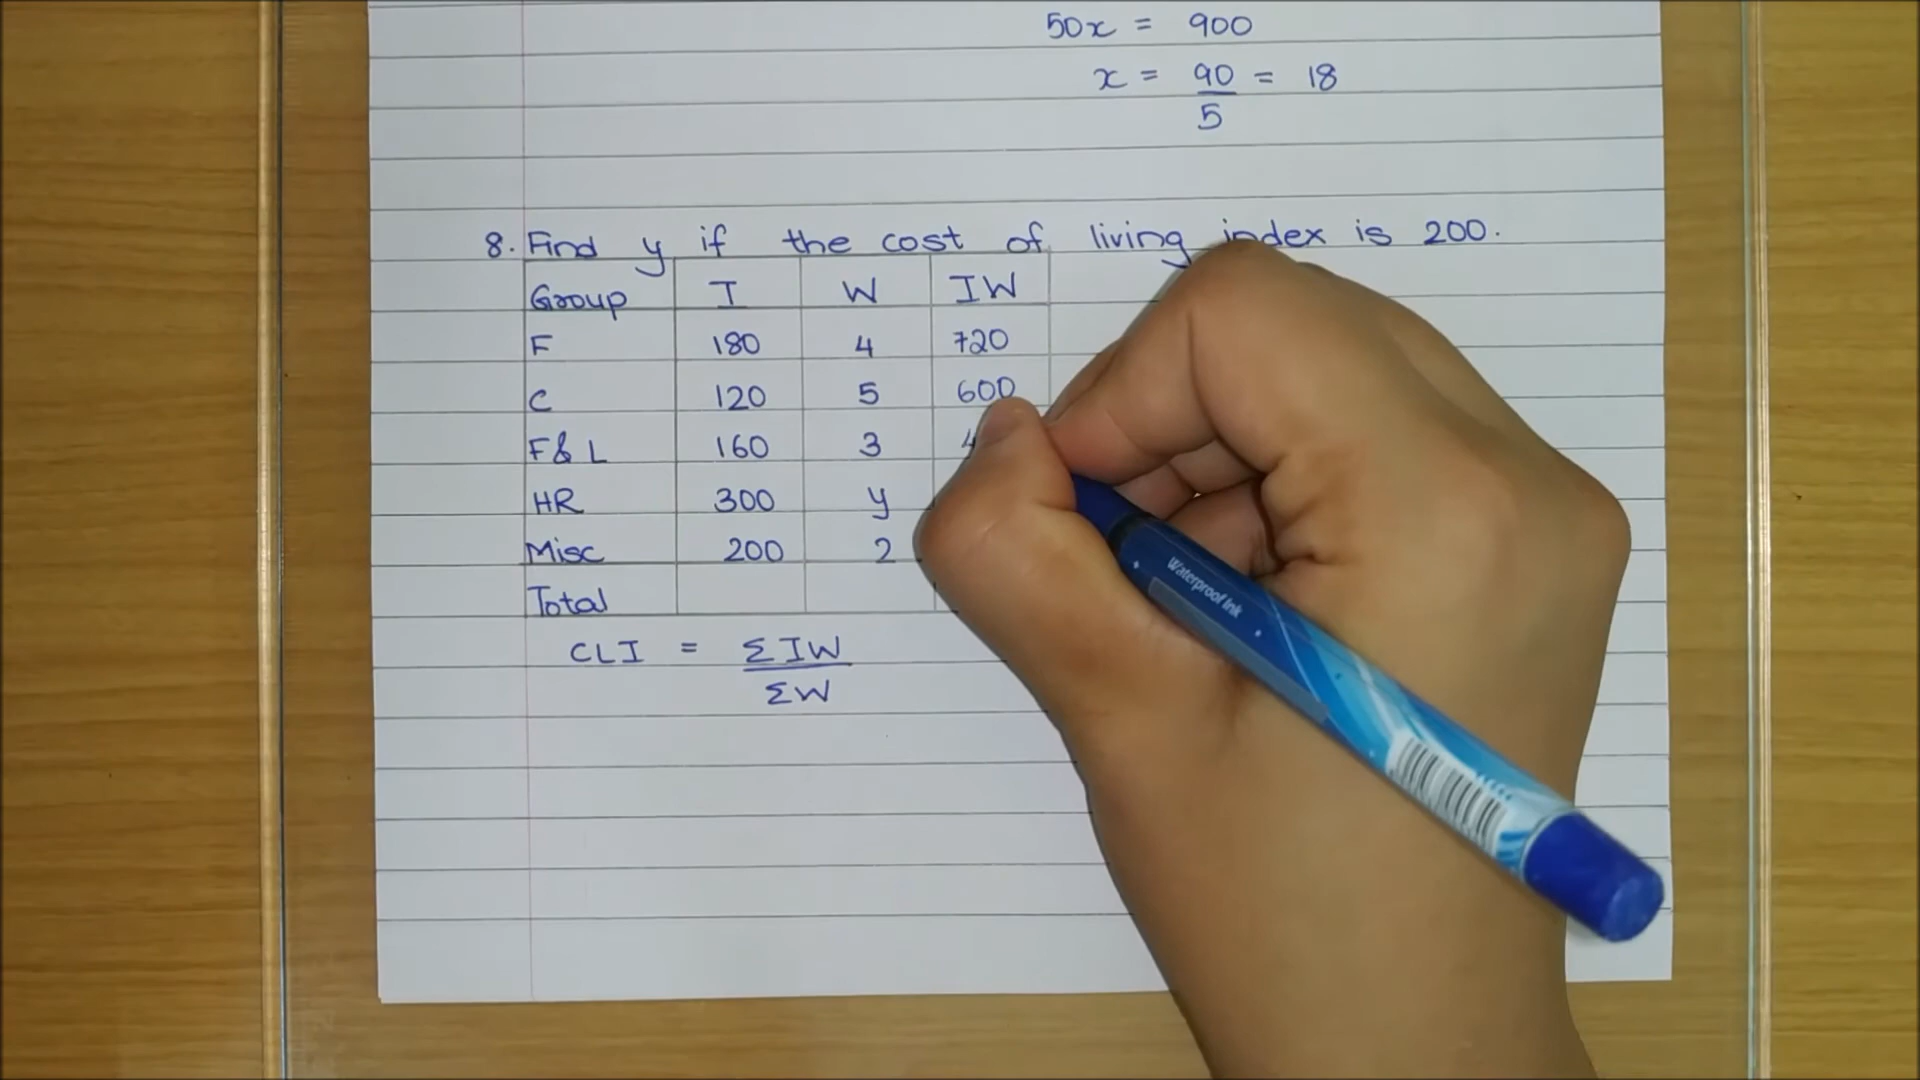 50x = 900
x = 90 = 18
5
8. Find y if the cost of living index is 200.
Group I W IW
F 180 4 720
C 120 5 600
F & L 160 3 4
HR 300 y
Misc 200 2
Total
CLI = ΣIW
ΣW
Waterproof Ink